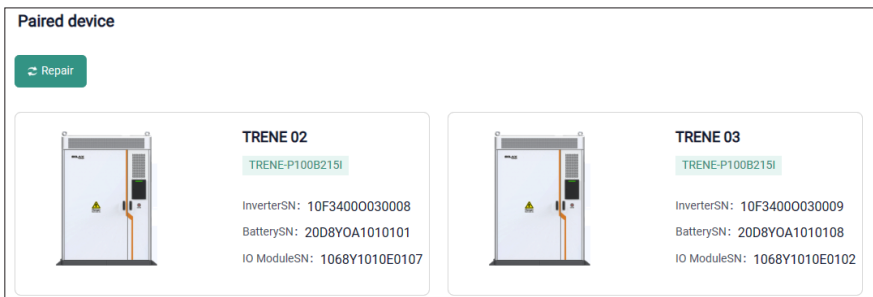 Paired device
Repair
TRENE 02
TRENE-P100B215I
InverterSN: 10F3400O030008
BatterySN: 20D8YOA1010101
IO ModuleSN: 1068Y1010E0107
TRENE 03
TRENE-P100B215I
InverterSN: 10F3400O030009
BatterySN: 20D8YOA1010108
IO ModuleSN: 1068Y1010E0102